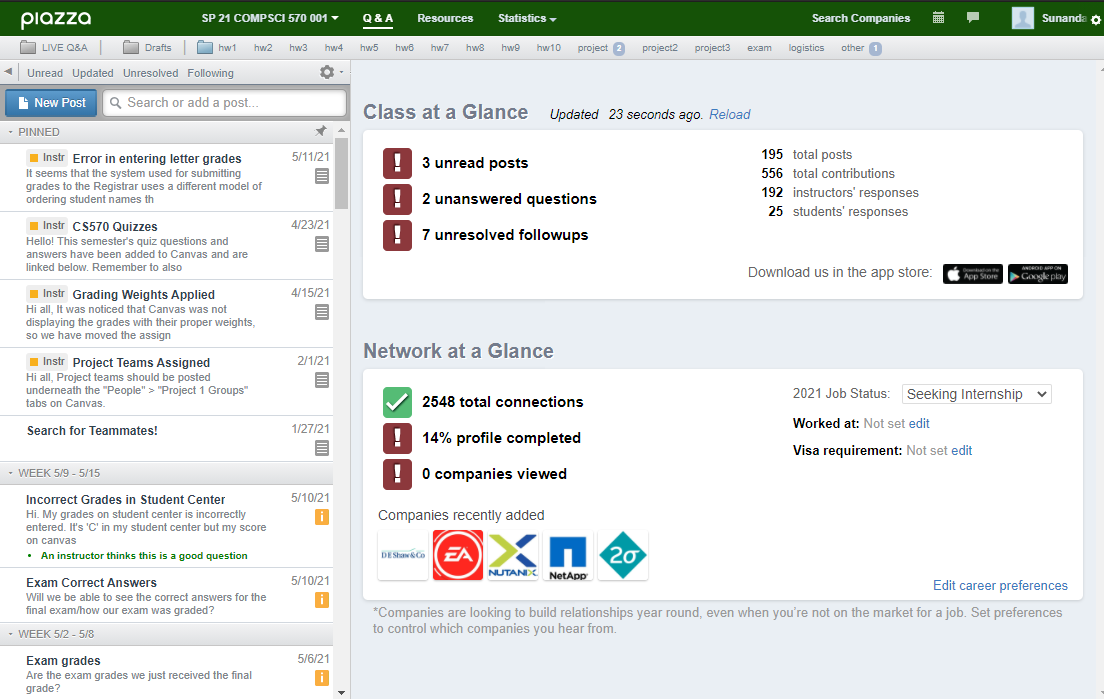 piazza
SP 21 COMPSCI 570 001
Q & A
Resources
Statistics
Search Companies
Sunanda
LIVE Q&A
Drafts
hw1
hw2
hw3
hw4
hw5
hw6
hw7
hw8
hw9
hw10
project 2
project2
project3
exam
logistics
other 1
Unread Updated Unresolved Following
New Post
Search or add a post...
PINNED
Instr Error in entering letter grades 5/11/21
It seems that the system used for submitting
grades to the Registrar uses a different model of
ordering student names th
Instr CS570 Quizzes 4/23/21
Hello! This semester's quiz questions and
answers have been added to Canvas and are
linked below. Remember to also
Instr Grading Weights Applied 4/15/21
Hi all, It was noticed that Canvas was not
displaying the grades with their proper weights,
so we have moved the assign
Instr Project Teams Assigned 2/1/21
Hi all, Project teams should be posted
underneath the "People" > "Project 1 Groups"
tabs on Canvas.
Search for Teammates! 1/27/21
WEEK 5/9 - 5/15
Incorrect Grades in Student Center 5/10/21
Hi. My grades on student center is incorrectly
entered. It's 'C' in my student center but my score
on canvas
• An instructor thinks this is a good question
Exam Correct Answers 5/10/21
Will we be able to see the correct answers for the
final exam/how our exam was graded?
WEEK 5/2 - 5/8
Exam grades 5/6/21
Are the exam grades we just received the final
grade?
Class at a Glance Updated 23 seconds ago. Reload
3 unread posts
2 unanswered questions
7 unresolved followups
195 total posts
556 total contributions
192 instructors' responses
25 students' responses
Download us in the app store:
Download on the
App Store
ANDROID APP ON
Google play
Network at a Glance
2548 total connections
14% profile completed
0 companies viewed
2021 Job Status: Seeking Internship
Worked at: Not set edit
Visa requirement: Not set edit
Companies recently added
DE Shaw & Co
EA
NUTANIX
NetApp
2σ
Edit career preferences
*Companies are looking to build relationships year round, even when you're not on the market for a job. Set preferences
to control which companies you hear from.